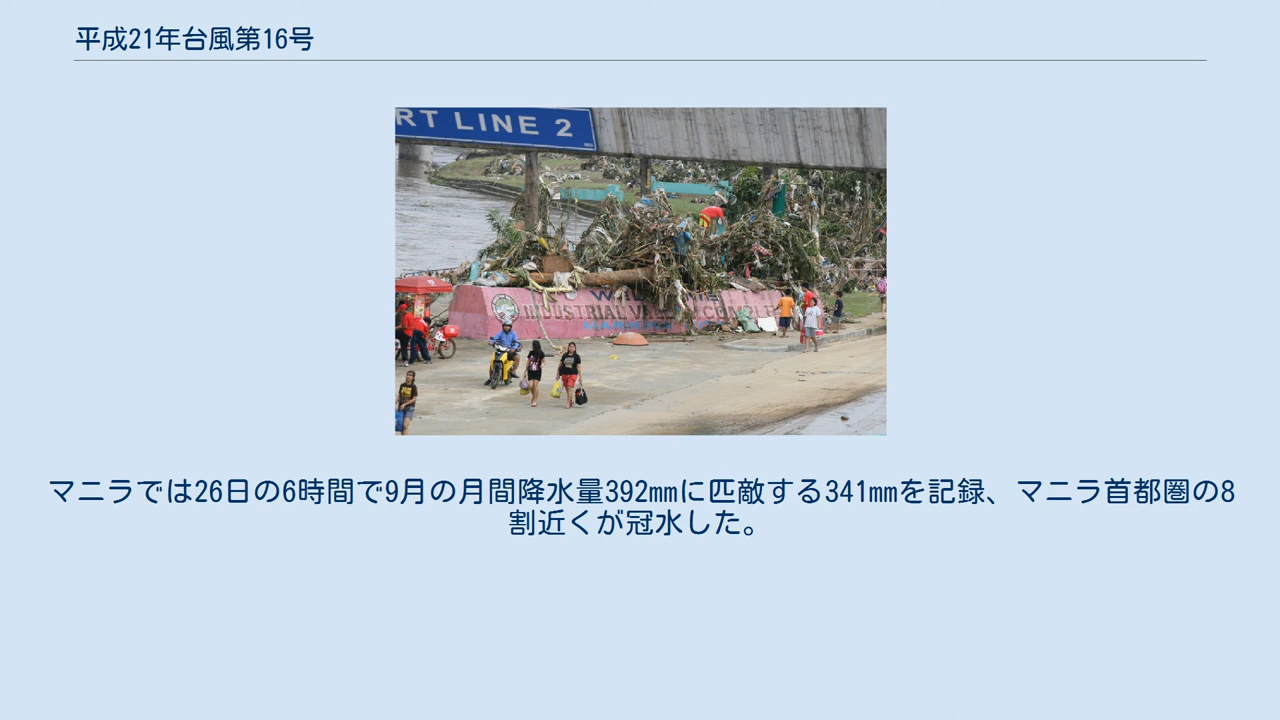 平成21年台風第16号
RT LINE 2
INDUSTRIAL VALLEY COMPLE
マニラでは26日の6時間で9月の月間降水量392mmに匹敵する341mmを記録、マニラ首都圏の8
割近くが冠水した。